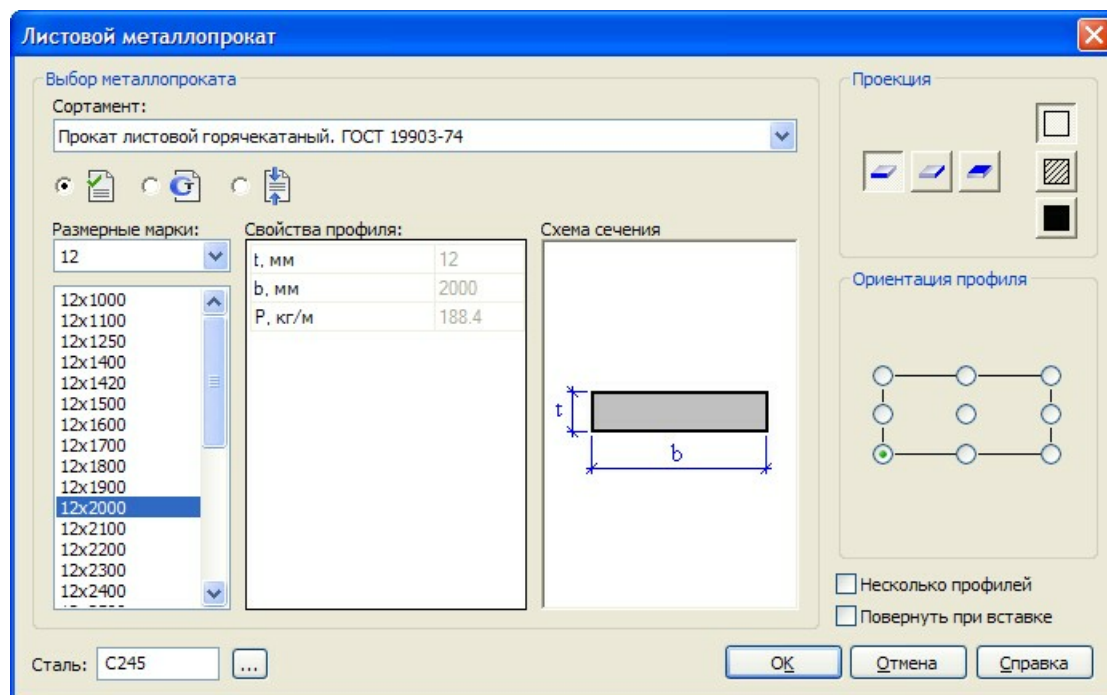 Листовой металлопрокат
Выбор металлопроката
Сортамент:
Прокат листовой горячекатаный. ГОСТ 19903-74
Размерные марки:
12
12x1000
12x1100
12x1250
12x1400
12x1420
12x1500
12x1600
12x1700
12x1800
12x1900
12x2000
12x2100
12x2200
12x2300
12x2400
Свойства профиля:
t, мм 12
b, мм 2000
P, кг/м 188.4
Схема сечения
t
b
Проекция
Ориентация профиля
Несколько профилей
Повернуть при вставке
Сталь: C245 ...
OK Отмена Справка